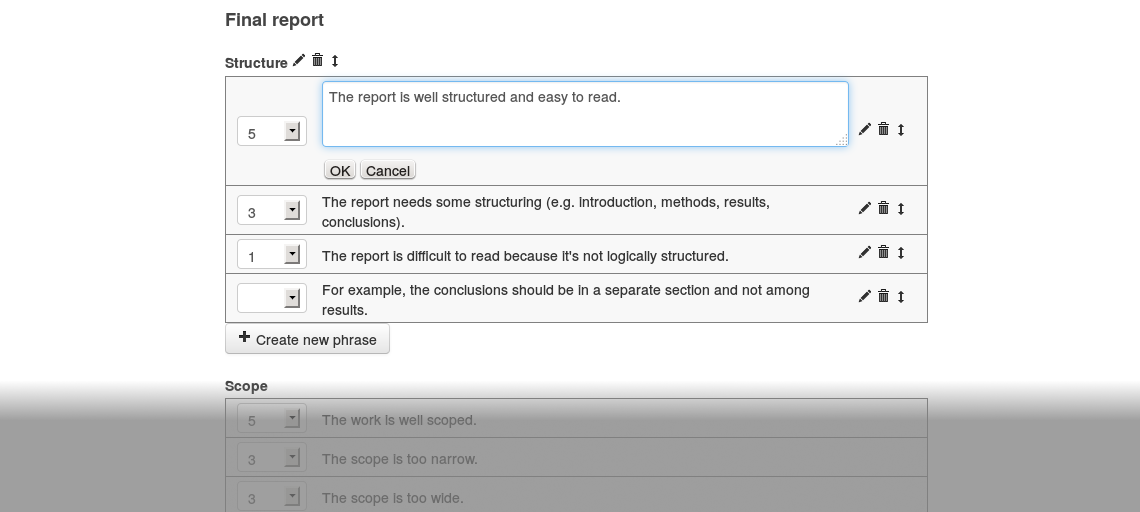 Final report
Structure
5
The report is well structured and easy to read.
OK Cancel
3
The report needs some structuring (e.g. introduction, methods, results,
conclusions).
1
The report is difficult to read because it's not logically structured.
For example, the conclusions should be in a separate section and not among
results.
Create new phrase
Scope
5
The work is well scoped.
3
The scope is too narrow.
3
The scope is too wide.